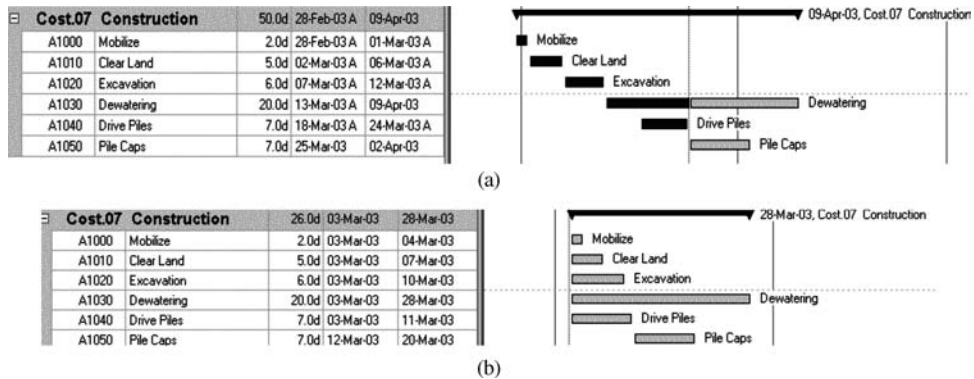 Cost.07 Construction 50.0d 28-Feb-03 A 09-Apr-03 09-Apr-03, Cost.07 Construction
A1000 Mobilize 2.0d 28-Feb-03 A 01-Mar-03 A Mobilize
A1010 Clear Land 5.0d 02-Mar-03 A 06-Mar-03 A Clear Land
A1020 Excavation 6.0d 07-Mar-03 A 12-Mar-03 A Excavation
A1030 Dewatering 20.0d 13-Mar-03 A 09-Apr-03 Dewatering
A1040 Drive Piles 7.0d 18-Mar-03 A 24-Mar-03 A Drive Piles
A1050 Pile Caps 7.0d 25-Mar-03 02-Apr-03 Pile Caps
(a)
Cost.07 Construction 26.0d 03-Mar-03 28-Mar-03 28-Mar-03, Cost.07 Construction
A1000 Mobilize 2.0d 03-Mar-03 04-Mar-03 Mobilize
A1010 Clear Land 5.0d 03-Mar-03 07-Mar-03 Clear Land
A1020 Excavation 6.0d 03-Mar-03 10-Mar-03 Excavation
A1030 Dewatering 20.0d 03-Mar-03 28-Mar-03 Dewatering
A1040 Drive Piles 7.0d 03-Mar-03 11-Mar-03 Drive Piles
A1050 Pile Caps 7.0d 12-Mar-03 20-Mar-03 Pile Caps
(b)